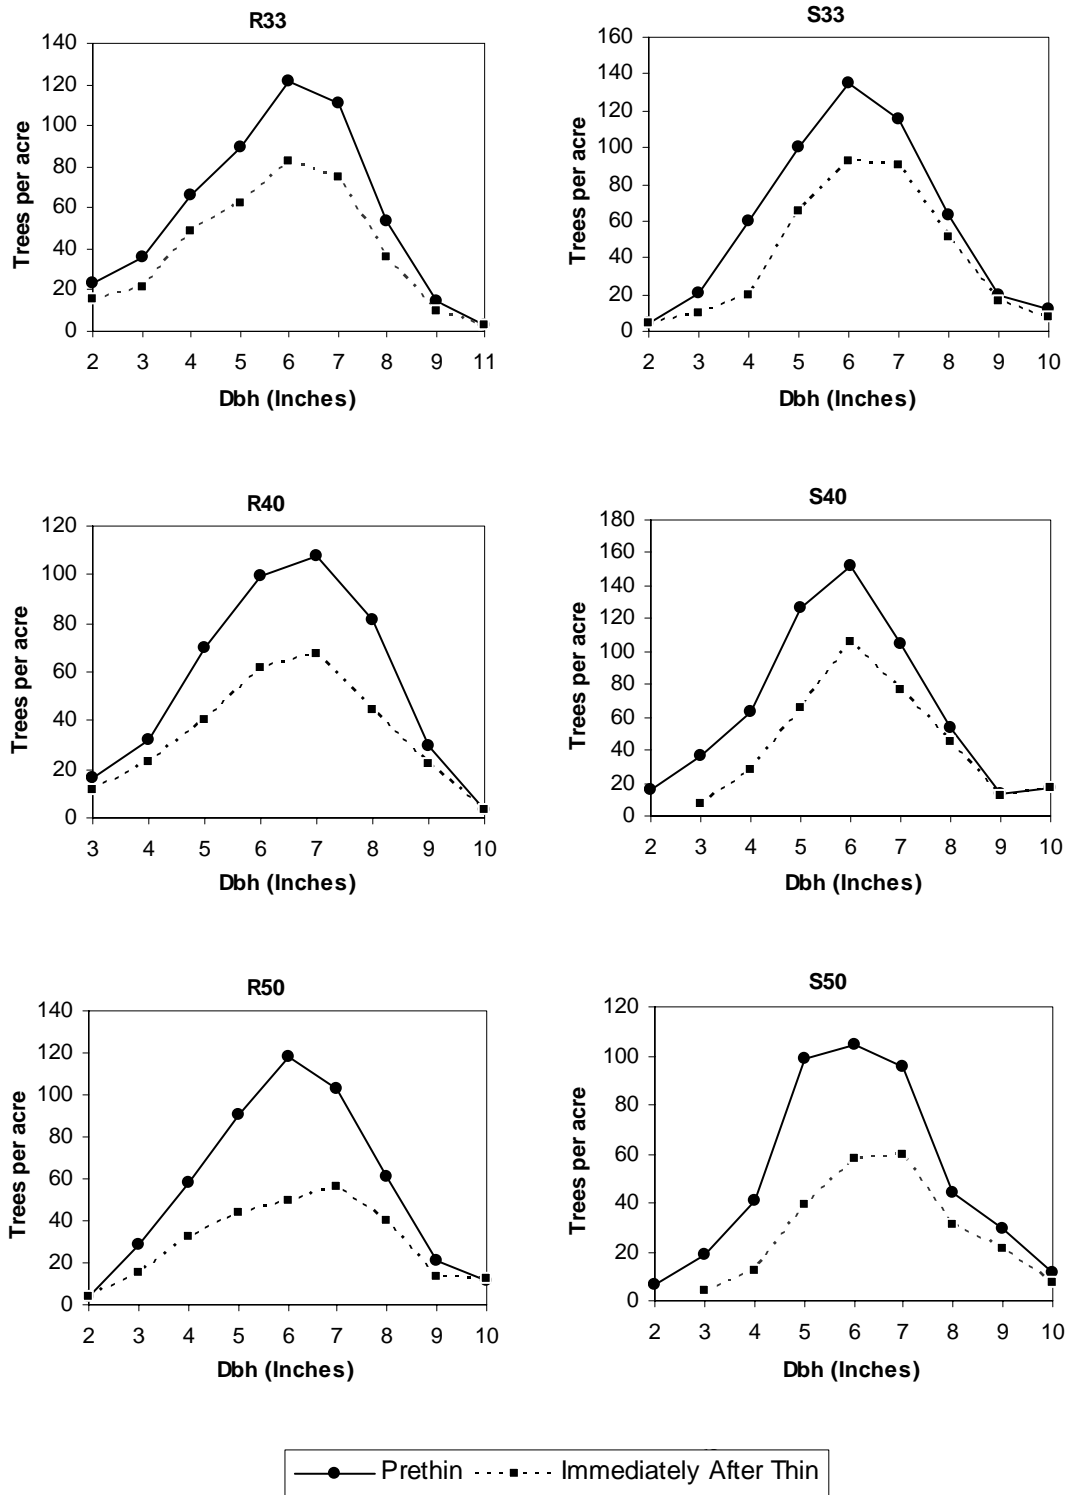 R33
140
120
100
80
60
40
20
0
2 3 4 5 6 7 8 9 11
Trees per acre
Dbh (Inches)
S33
160
140
120
100
80
60
40
20
0
2 3 4 5 6 7 8 9 10
Trees per acre
Dbh (Inches)
R40
120
100
80
60
40
20
0
3 4 5 6 7 8 9 10
Trees per acre
Dbh (Inches)
S40
180
160
140
120
100
80
60
40
20
0
2 3 4 5 6 7 8 9 10
Trees per acre
Dbh (Inches)
R50
140
120
100
80
60
40
20
0
2 3 4 5 6 7 8 9 10
Trees per acre
Dbh (Inches)
S50
120
100
80
60
40
20
0
2 3 4 5 6 7 8 9 10
Trees per acre
Dbh (Inches)
Prethin Immediately After Thin